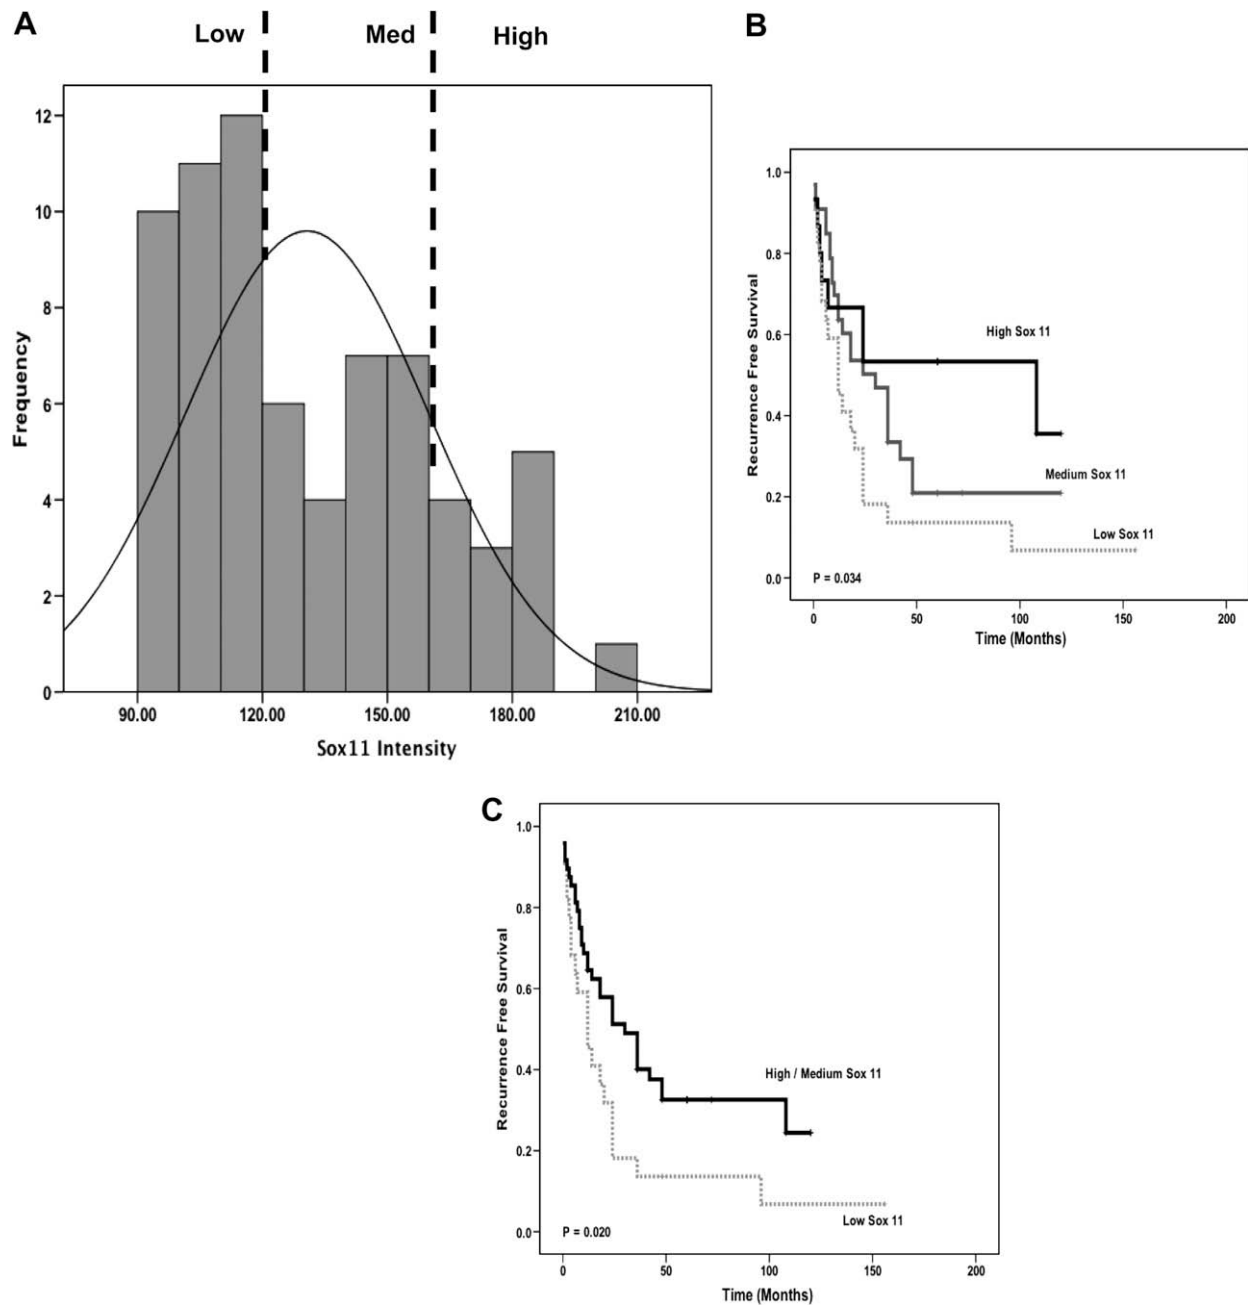 A
Low
Med
High
12
10
8
6
4
2
0
Frequency
90.00
120.00
150.00
180.00
210.00
Sox11 Intensity
B
1.0
0.8
0.6
0.4
0.2
0.0
Recurrence Free Survival
High Sox 11
Medium Sox 11
Low Sox 11
P = 0.034
0
50
100
150
200
Time (Months)
C
1.0
0.8
0.6
0.4
0.2
0.0
Recurrence Free Survival
High / Medium Sox 11
Low Sox 11
P = 0.020
0
50
100
150
200
Time (Months)